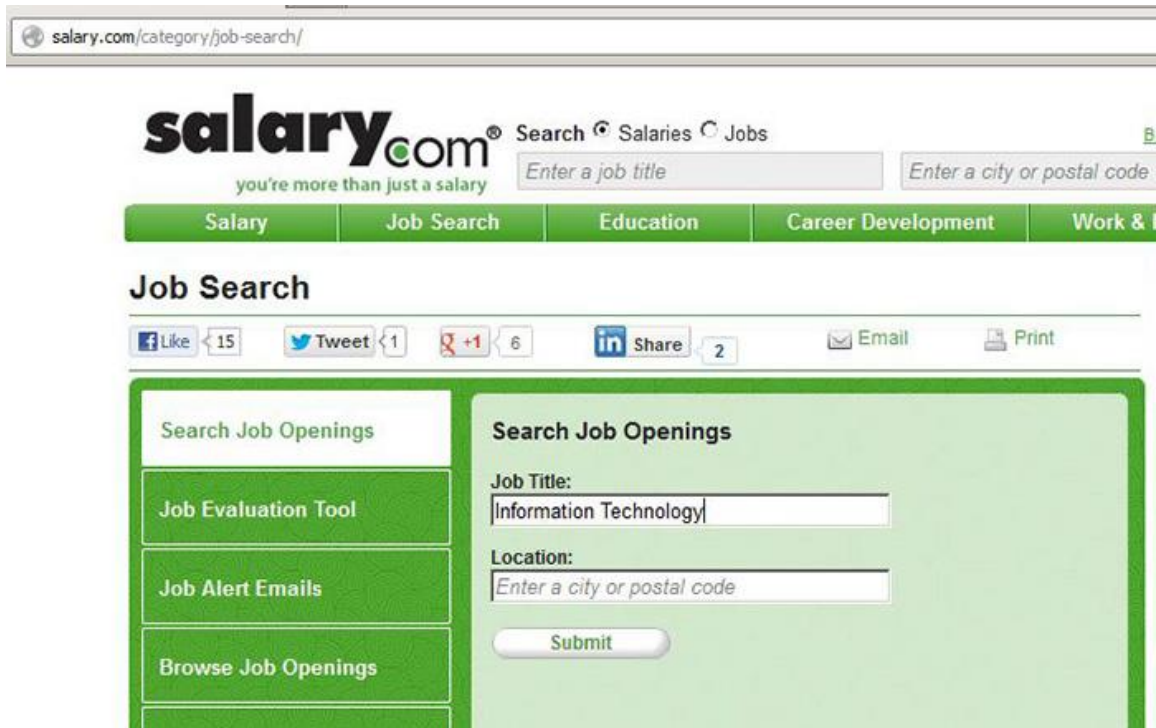 salary.com/category/job-search/
salary.com®
Search Salaries Jobs
Enter a job title
Enter a city or postal code
you're more than just a salary
Salary Job Search Education Career Development Work &
Job Search
Like 15 Tweet 1 +1 6 in Share 2 Email Print
Search Job Openings
Job Evaluation Tool
Job Alert Emails
Browse Job Openings
Search Job Openings
Job Title:
Information Technology
Location:
Enter a city or postal code
Submit